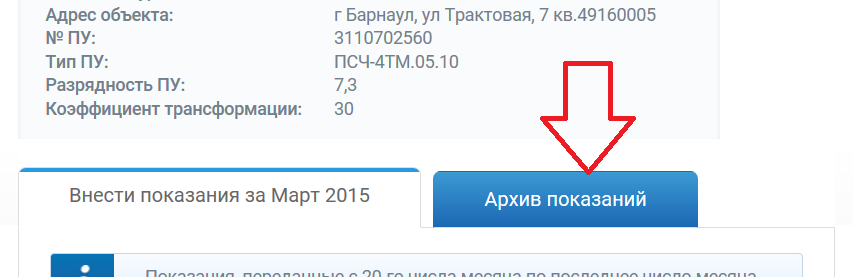 Адрес объекта: г Барнаул, ул Трактовая, 7 кв.49160005
№ ПУ: 3110702560
Тип ПУ: ПСЧ-4ТМ.05.10
Разрядность ПУ: 7,3
Коэффициент трансформации: 30
Внести показания за Март 2015
Архив показаний
Показания, переданные с 20-го числа месяца по последнее число месяца